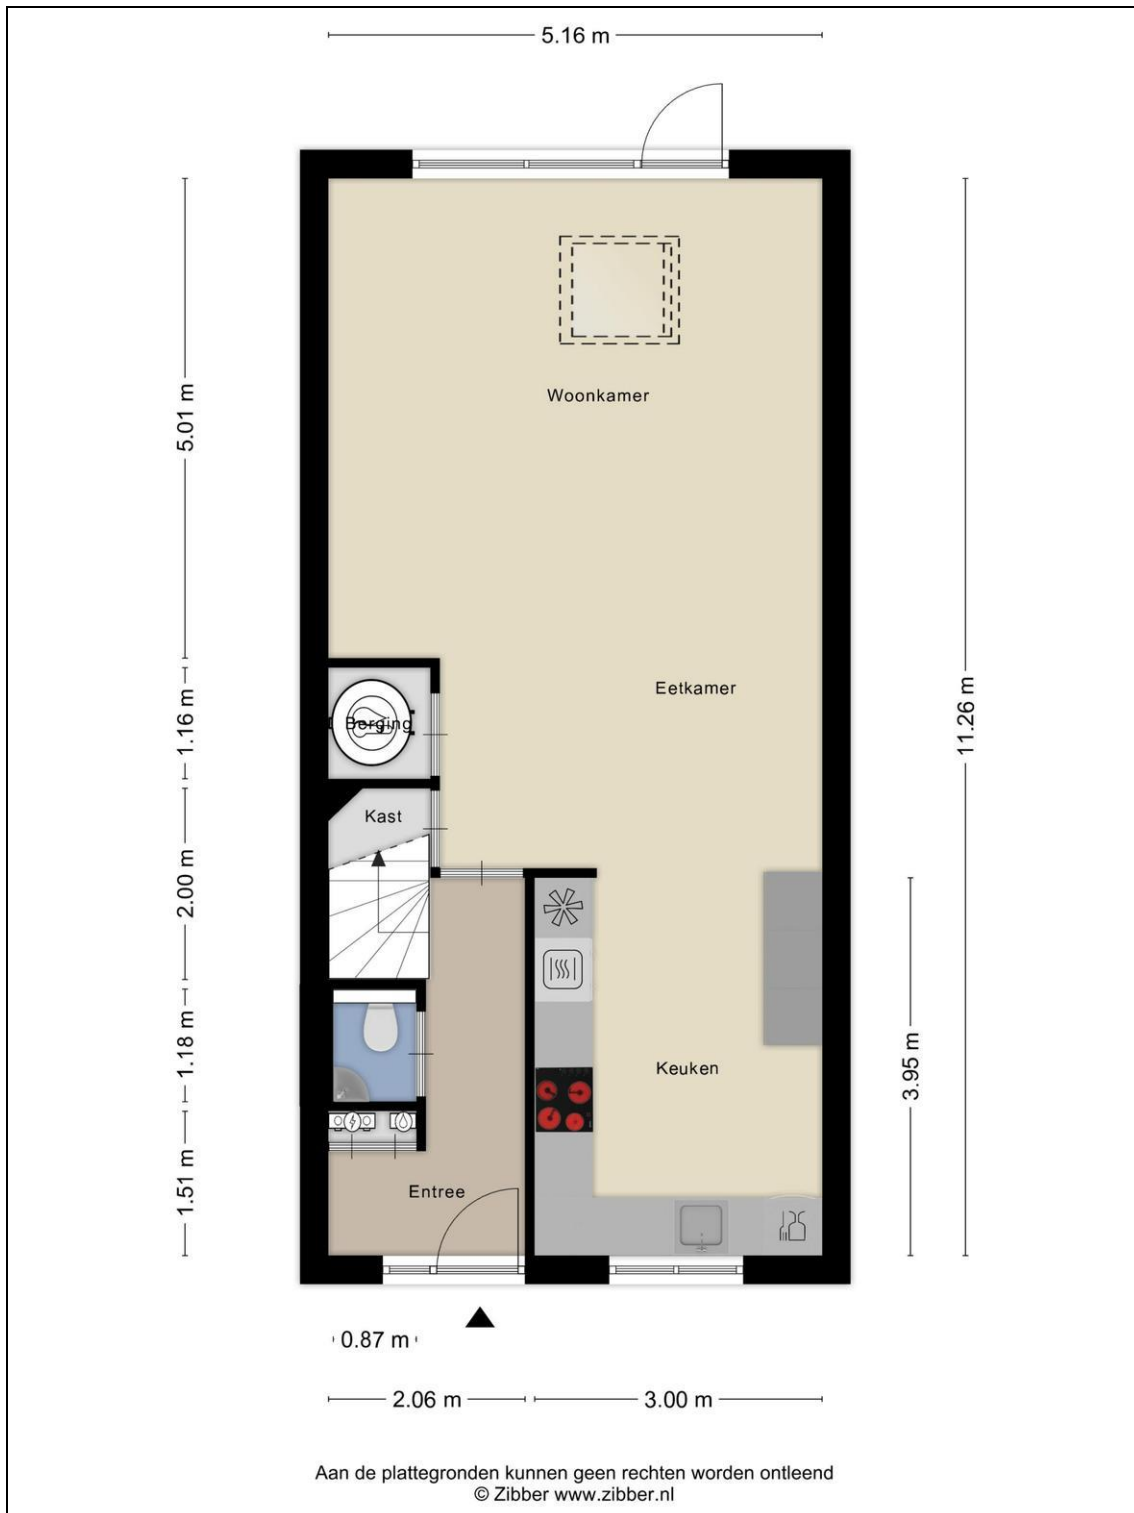 5.16 m
Woonkamer
5.01 m
Eetkamer
11.26 m
1.16 m
Berging
Kast
2.00 m
1.18 m
Keuken
3.95 m
1.51 m
Entree
0.87 m
2.06 m
3.00 m
Aan de plattegronden kunnen geen rechten worden ontleend
© Zibber www.zibber.nl